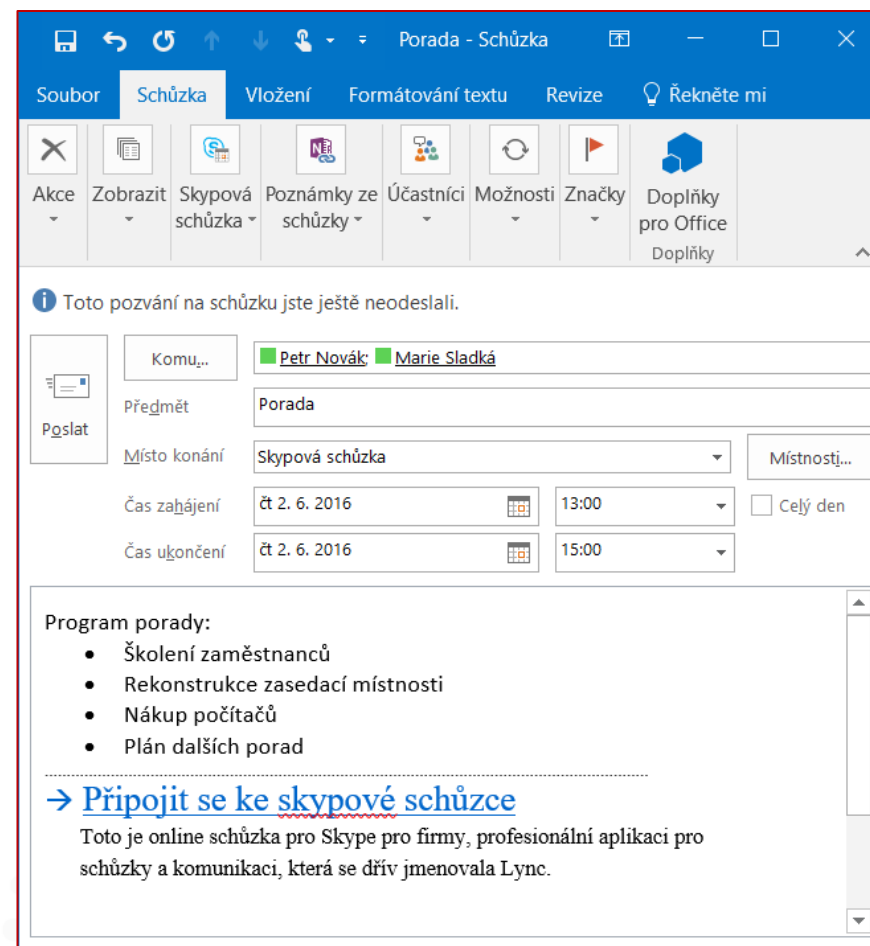 Porada - Schůzka
Soubor Schůzka Vložení Formátování textu Revize Řekněte mi
Akce Zobrazit Skypová schůzka Poznámky ze schůzky Účastníci Možnosti Značky Doplňky pro Office
Doplňky
Toto pozvání na schůzku jste ještě neodeslali.
Poslat
Komu... Petr Novák; Marie Sladká
Předmět Porada
Místo konání Skypová schůzka Místnosti...
Čas zahájení čt 2. 6. 2016 13:00 Celý den
Čas ukončení čt 2. 6. 2016 15:00
Program porady:
• Školení zaměstnanců
• Rekonstrukce zasedací místnosti
• Nákup počítačů
• Plán dalších porad
→ Připojit se ke skypové schůzce
Toto je online schůzka pro Skype pro firmy, profesionální aplikaci pro
schůzky a komunikaci, která se dřív jmenovala Lync.